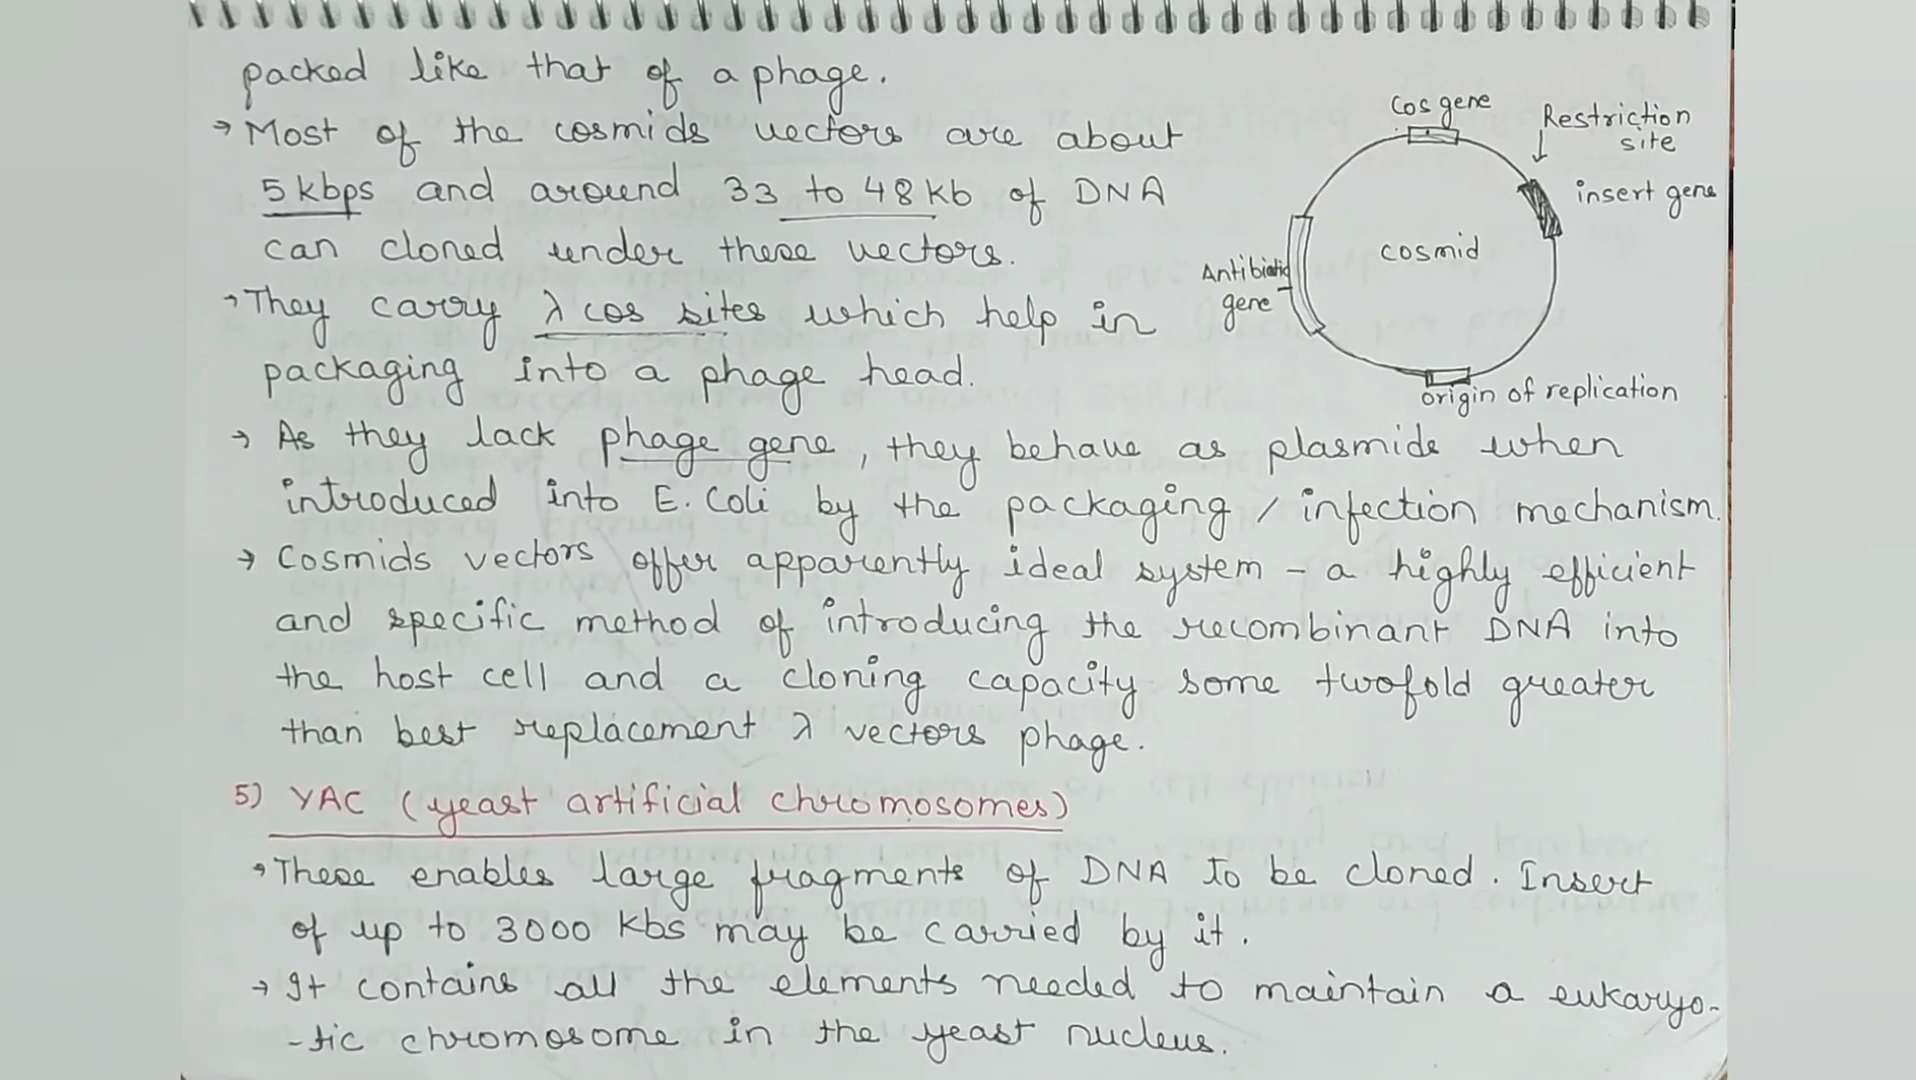 packed like that of a phage.
→ Most of the cosmids vectors are about
5 kbps and around 33 to 48 kb of DNA
can cloned under these vectors.
→ They carry λ cos sites which help in
packaging into a phage head.
Cos gene
Restriction
site
insert gene
cosmid
Antibiotic
gene
origin of replication
→ As they lack phage gene, they behave as plasmids when
introduced into E. Coli by the packaging / infection mechanism.
→ Cosmids vectors offer apparently ideal system – a highly efficient
and specific method of introducing the recombinant DNA into
the host cell and a cloning capacity some twofold greater
than best replacement λ vectors phage.
5) YAC (yeast artificial chromosomes)
→ These enables large fragments of DNA to be cloned. Insert
of up to 3000 Kbs may be carried by it.
→ It contains all the elements needed to maintain a eukaryo-
-tic chromosome in the yeast nucleus.